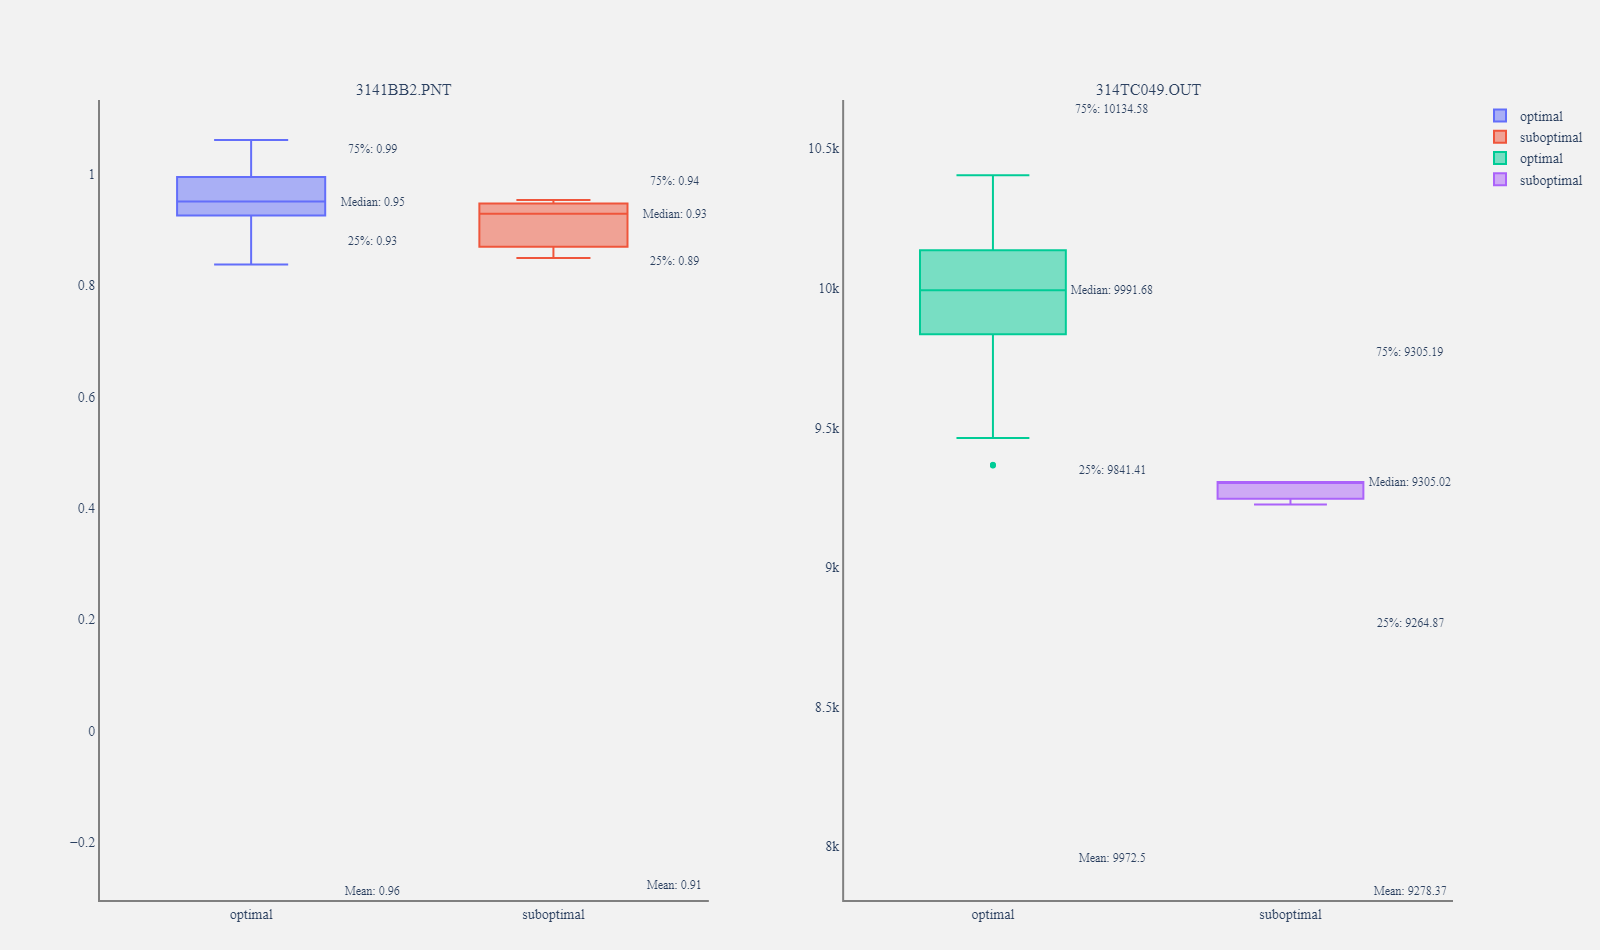 3141BB2.PNT
1
0.8
0.6
0.4
0.2
0
−0.2
75%: 0.99
Median: 0.95
25%: 0.93
Mean: 0.96
75%: 0.94
Median: 0.93
25%: 0.89
Mean: 0.91
optimal
suboptimal
314TC049.OUT
10.5k
10k
9.5k
9k
8.5k
8k
75%: 10134.58
Median: 9991.68
25%: 9841.41
Mean: 9972.5
75%: 9305.19
Median: 9305.02
25%: 9264.87
Mean: 9278.37
optimal
suboptimal
optimal
suboptimal
optimal
suboptimal